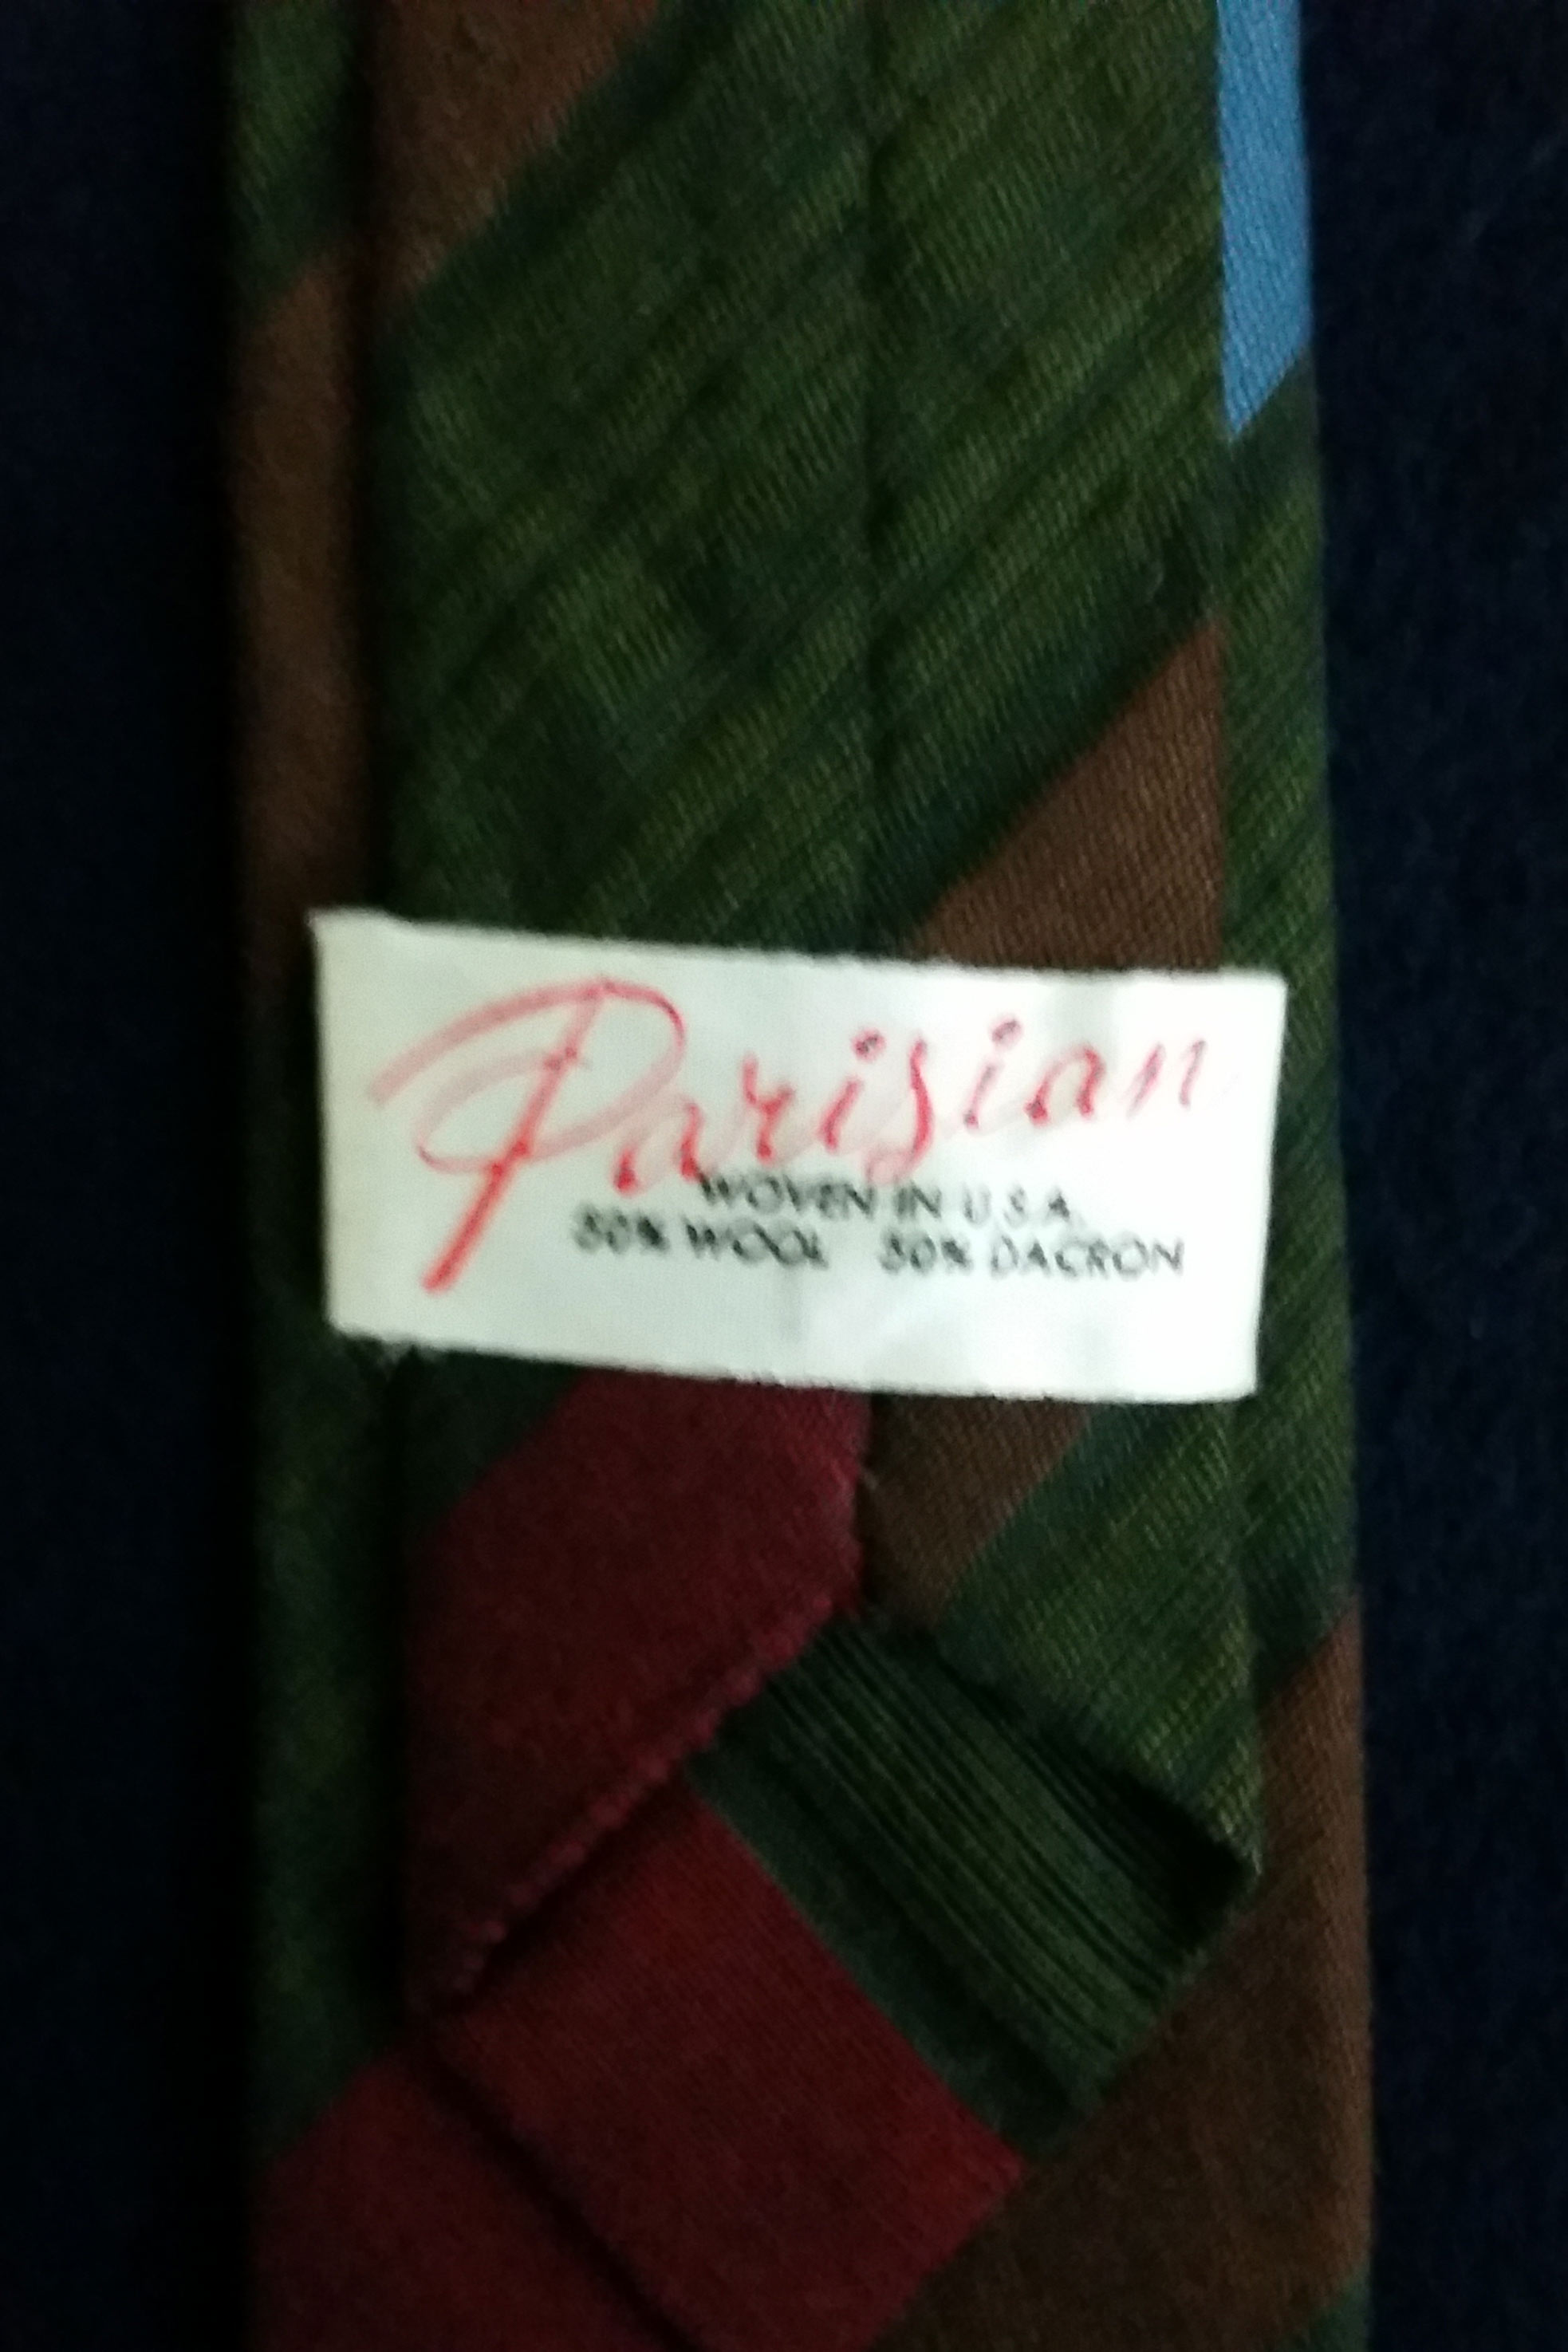 Parisian
WOVEN IN U.S.A.
50% WOOL 50% DACRON